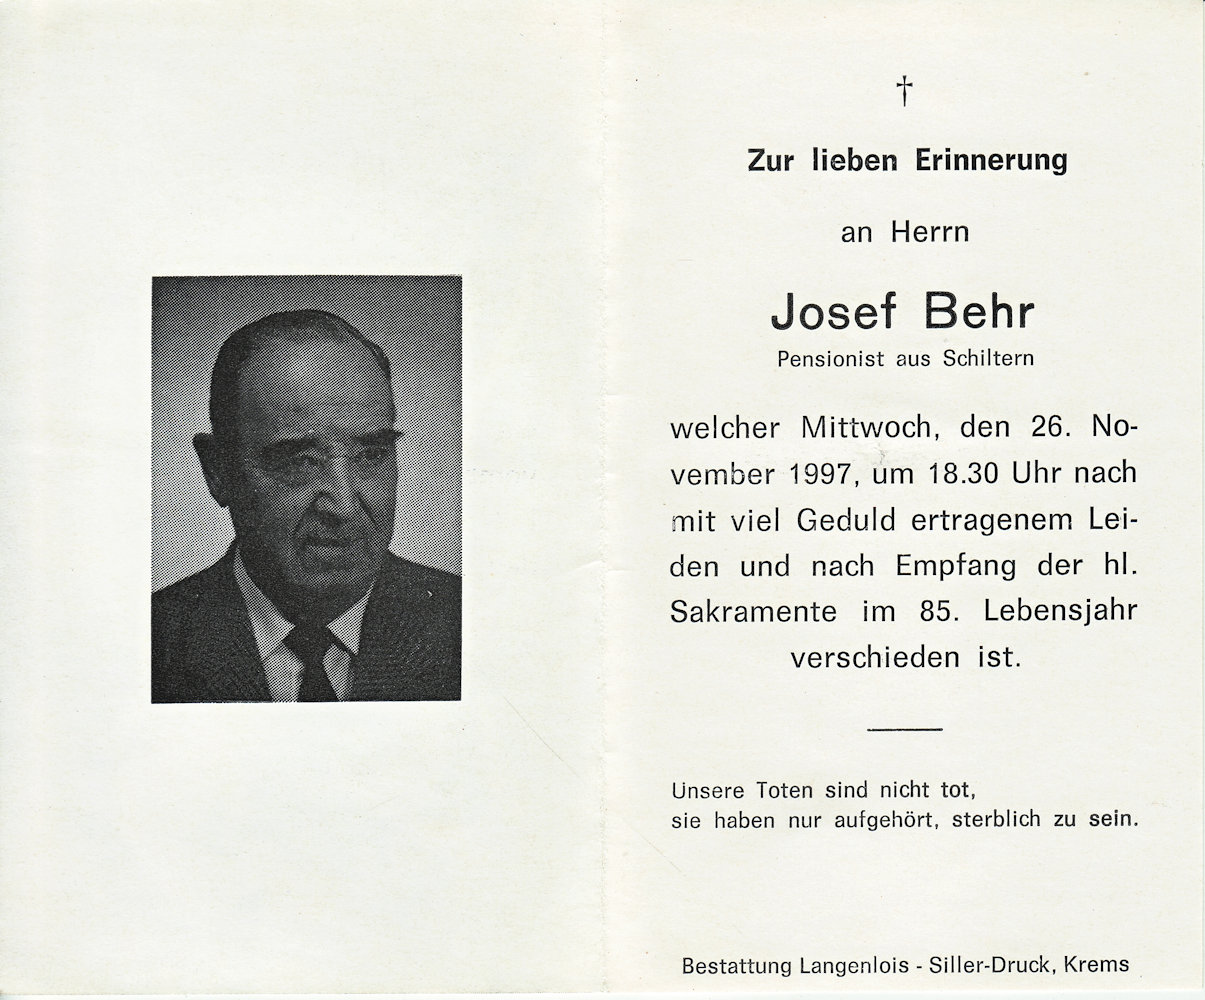 †
Zur lieben Erinnerung
an Herrn
Josef Behr
Pensionist aus Schiltern
welcher Mittwoch, den 26. No-
vember 1997, um 18.30 Uhr nach
mit viel Geduld ertragenem Lei-
den und nach Empfang der hl.
Sakramente im 85. Lebensjahr
verschieden ist.
Unsere Toten sind nicht tot,
sie haben nur aufgehört, sterblich zu sein.
Bestattung Langenlois - Siller-Druck, Krems